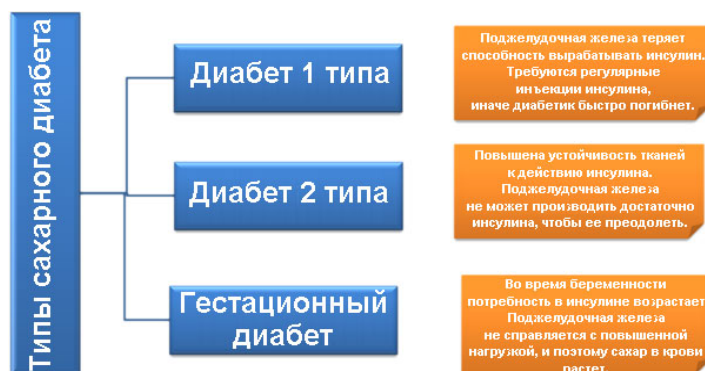 Типы сахарного диабета
Диабет 1 типа
Поджелудочная железа теряет
способность вырабатывать инсулин.
Требуются регулярные
инъекции инсулина,
иначе диабетик быстро погибнет.
Диабет 2 типа
Повышена устойчивость тканей
к действию инсулина.
Поджелудочная железа
не может производить достаточно
инсулина, чтобы ее преодолеть.
Гестационный
диабет
Во время беременности
потребность в инсулине возрастает
Поджелудочная железа
не справляется с повышенной
нагрузкой, и поэтому сахар в крови
растет